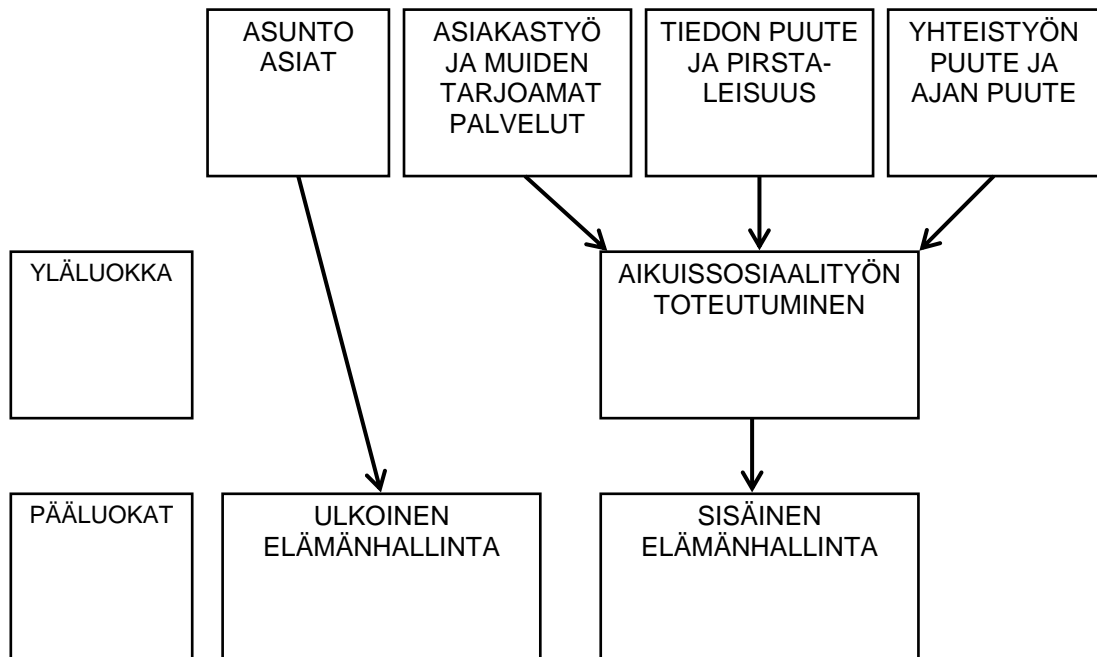 ASUNTO
ASIAT
ASIAKASTYÖ
JA MUIDEN
TARJOAMAT
PALVELUT
TIEDON PUUTE
JA PIRSTA-
LEISUUS
YHTEISTYÖN
PUUTE JA
AJAN PUUTE
YLÄLUOKKA
AIKUISSOSIAALITYÖN
TOTEUTUMINEN
PÄÄLUOKAT
ULKOINEN
ELÄMÄNHALLINTA
SISÄINEN
ELÄMÄNHALLINTA